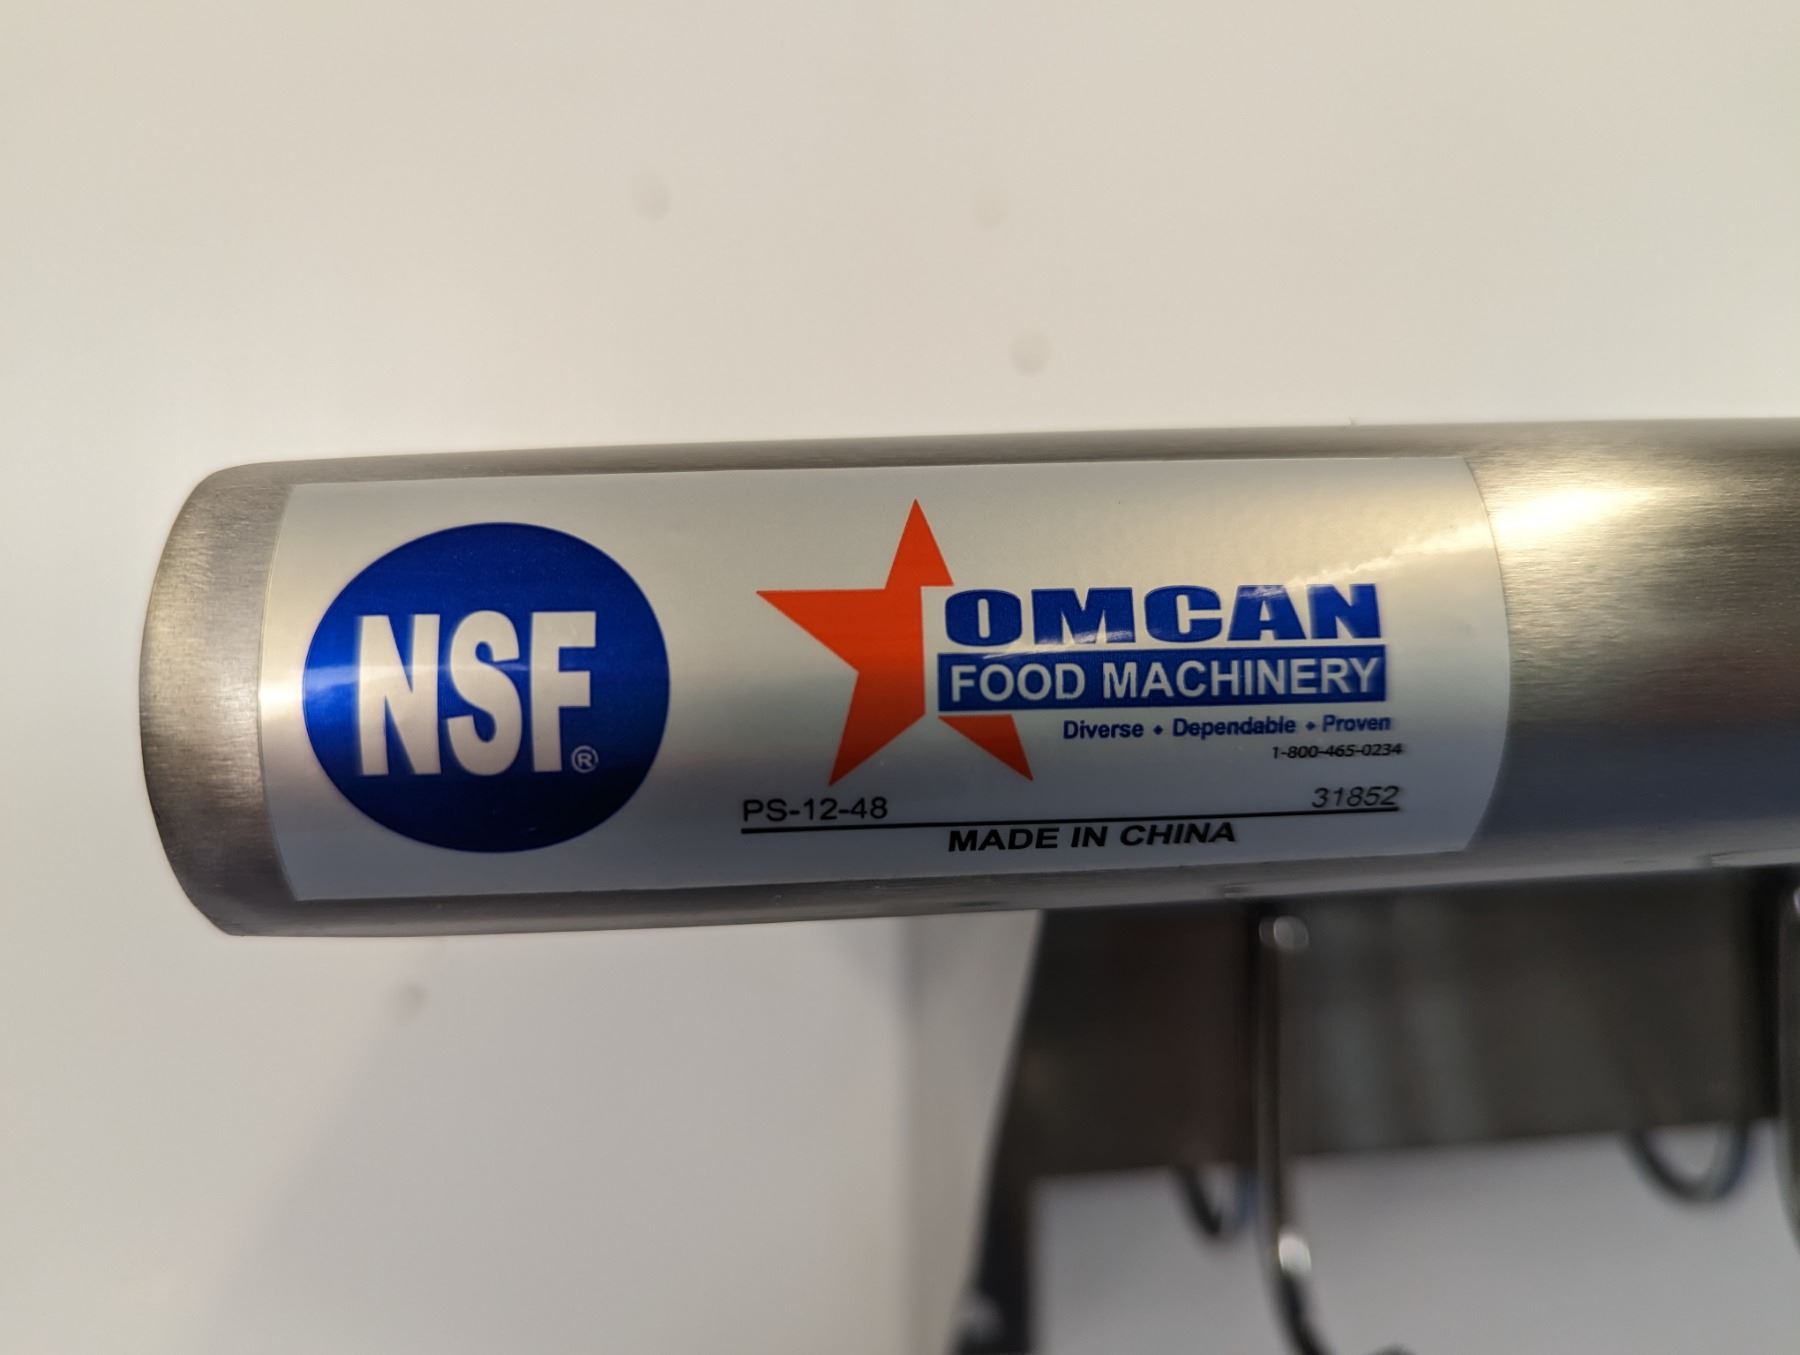 NSF®
OMCAN
FOOD MACHINERY
Diverse • Dependable • Proven
1-800-465-0234
PS-12-48 31852
MADE IN CHINA